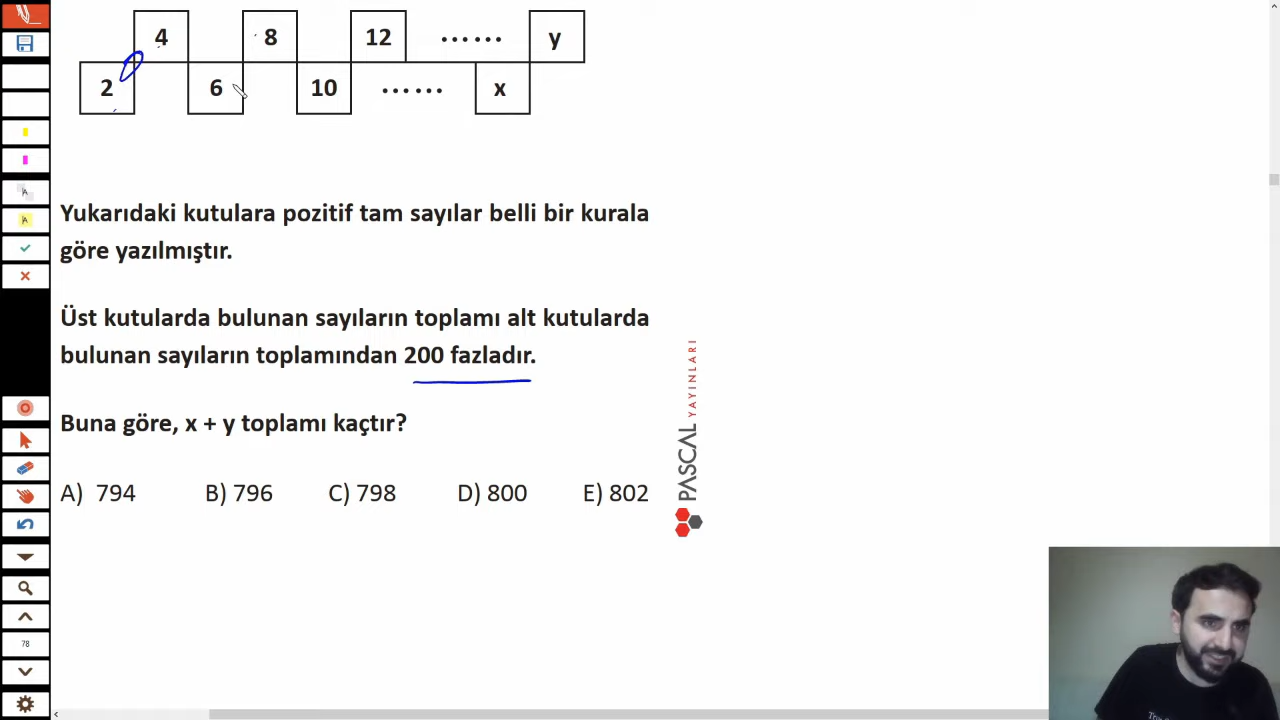 4 8 12 ...... y
2 6 10 ...... x
Yukarıdaki kutulara pozitif tam sayılar belli bir kurala
göre yazılmıştır.
Üst kutularda bulunan sayıların toplamı alt kutularda
bulunan sayıların toplamından 200 fazladır.
Buna göre, x + y toplamı kaçtır?
A) 794 B) 796 C) 798 D) 800 E) 802
PASCAL YAYINLARI
A
A
78